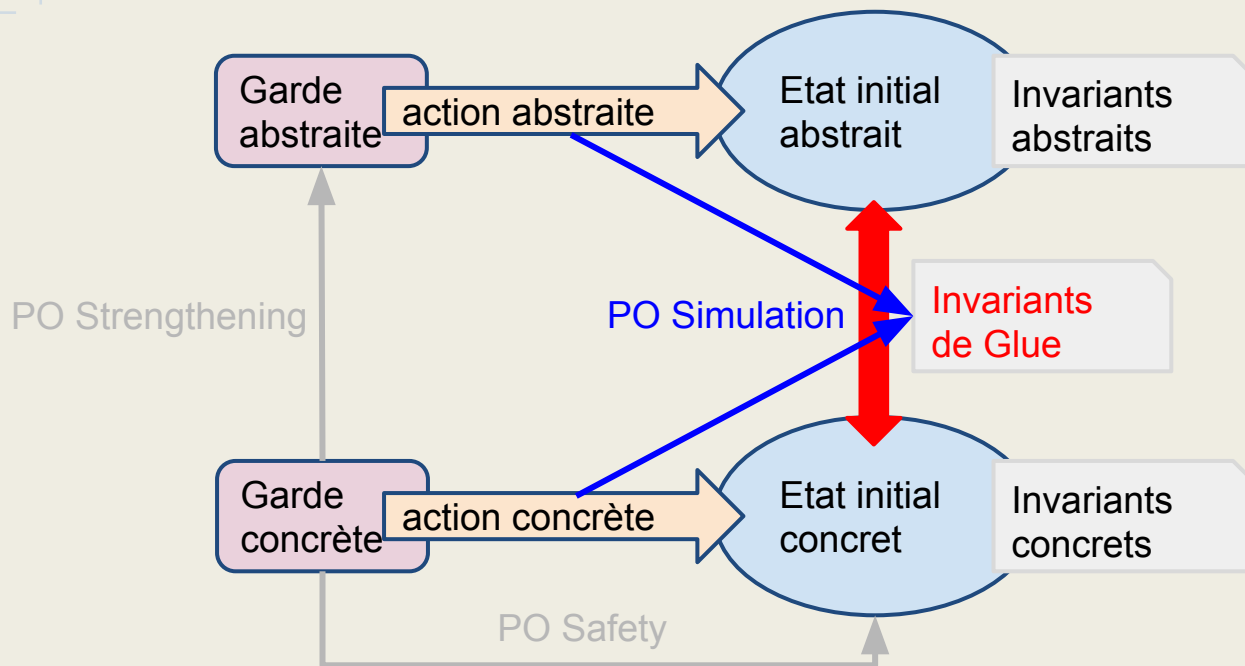 Garde
abstraite
action abstraite
Etat initial
abstrait
Invariants
abstraits
PO Strengthening
PO Simulation
Invariants
de Glue
Garde
concrète
action concrète
Etat initial
concret
Invariants
concrets
PO Safety